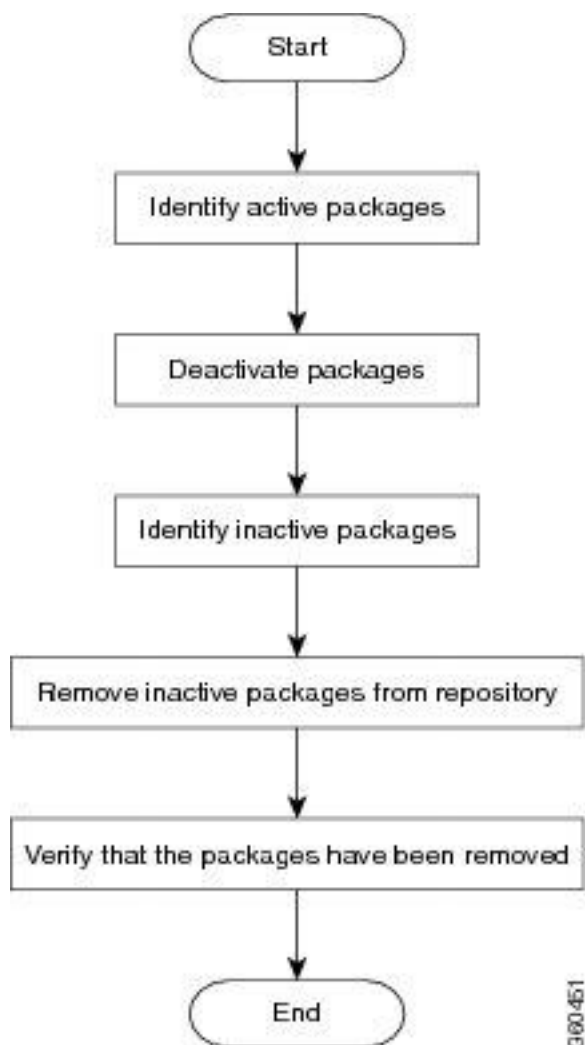 Start
Identify active packages
Deactivate packages
Identify inactive packages
Remove inactive packages from repository
Verify that the packages have been removed
End
360451